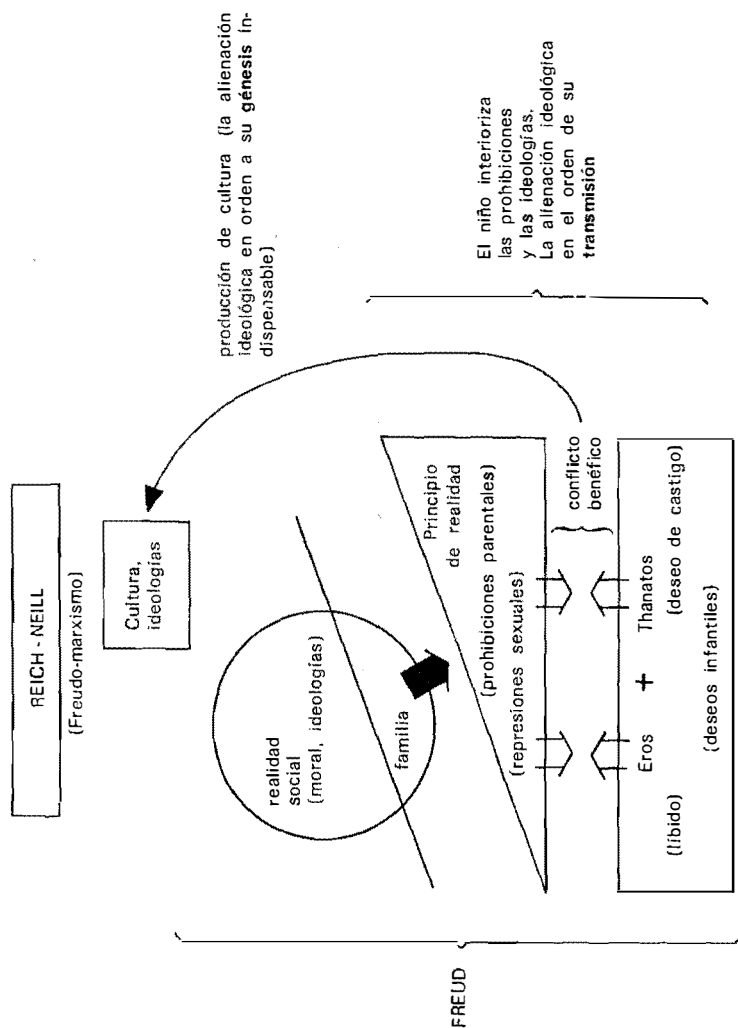 REICH - NEILL
(Freudo-marxismo)
Cultura,
ideologías
producción de cultura (la alienación
ideológica en orden a su génesis in-
dispensable)
realidad
social
(moral, ideologías)
familia
Principio
de realidad
(prohibiciones parentales)
(represiones sexuales)
conflicto
benéfico
El niño interioriza
las prohibiciones
y las ideologías.
La alienación ideológica
en el orden de su
transmisión
FREUD
Eros + Thanatos
(líbido) (deseo de castigo)
(deseos infantiles)